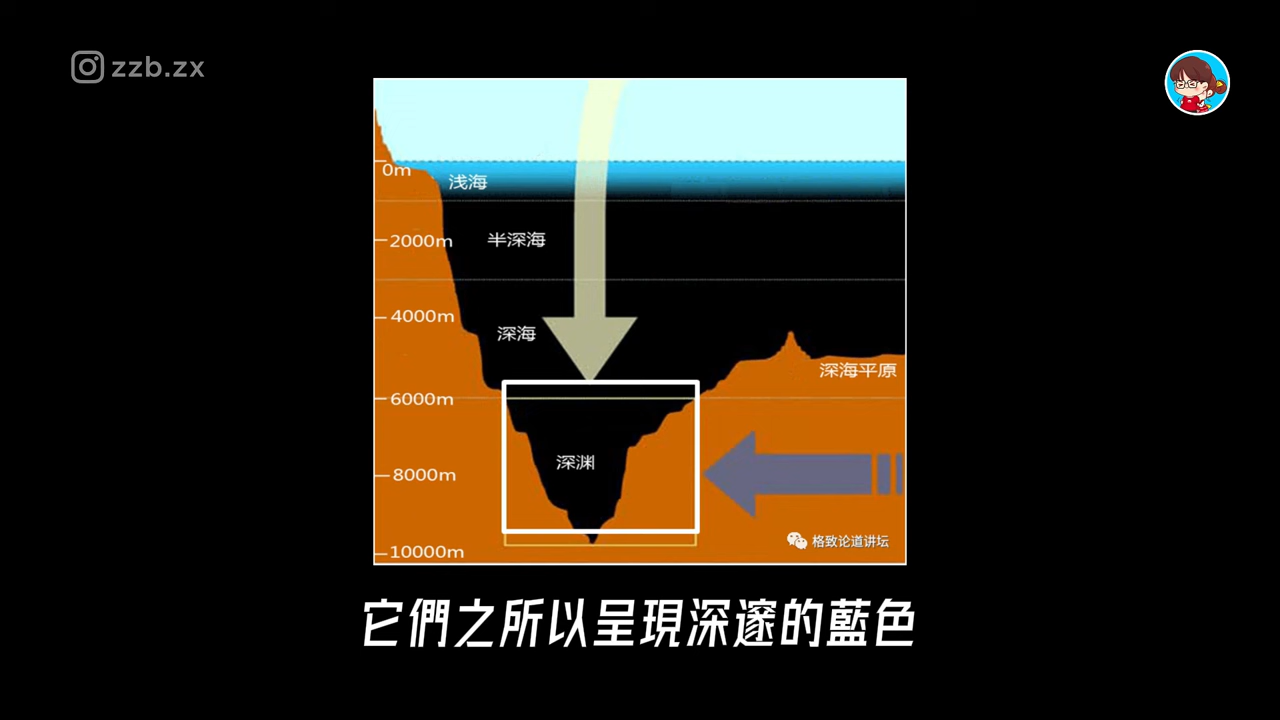 zzb.zx
0m
浅海
2000m
半深海
4000m
深海
深海平原
6000m
深渊
8000m
格致论道讲坛
10000m
它們之所以呈現深邃的藍色